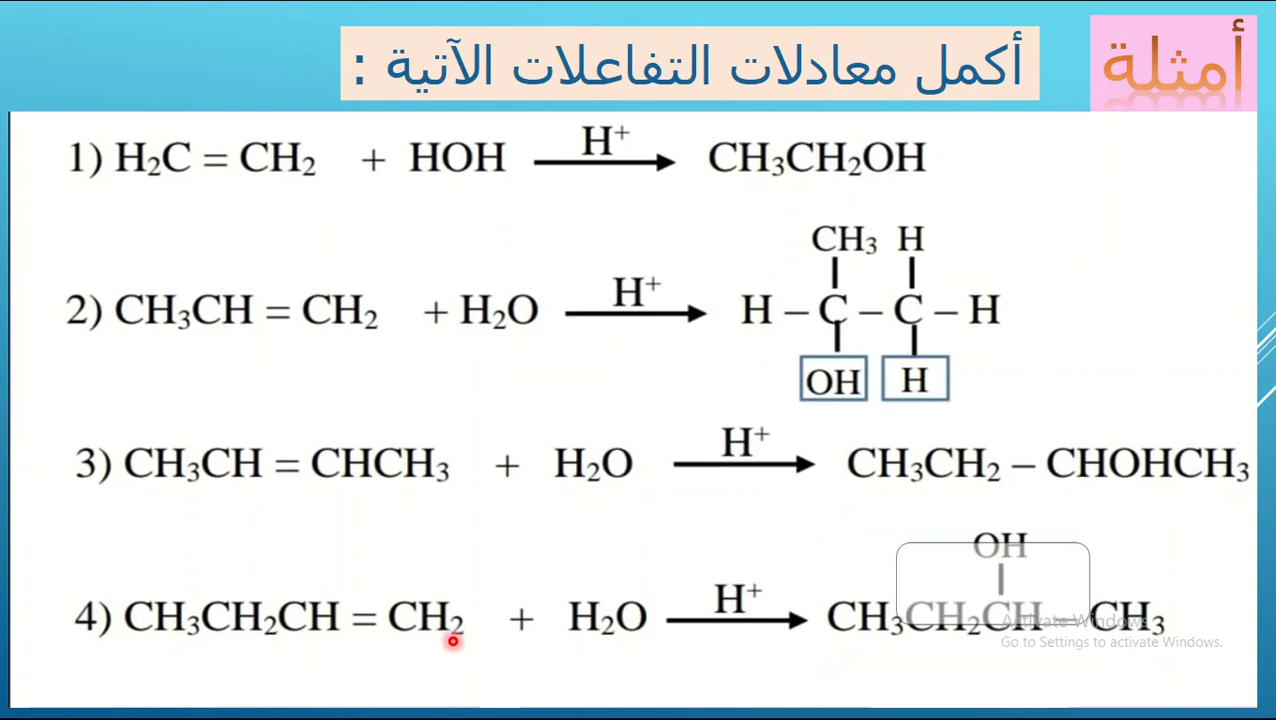 أمثلة
أكمل معادلات التفاعلات الآتية :
1) H₂C = CH₂ + HOH H⁺ CH₃CH₂OH
CH₃ H
2) CH₃CH = CH₂ + H₂O H⁺ H – C – C – H
OH H
3) CH₃CH = CHCH₃ + H₂O H⁺ CH₃CH₂ – CHOHCH₃
OH
4) CH₃CH₂CH = CH₂ + H₂O H⁺ CH₃CH₂CH CH₃
Activate Windows
Go to Settings to activate Windows.